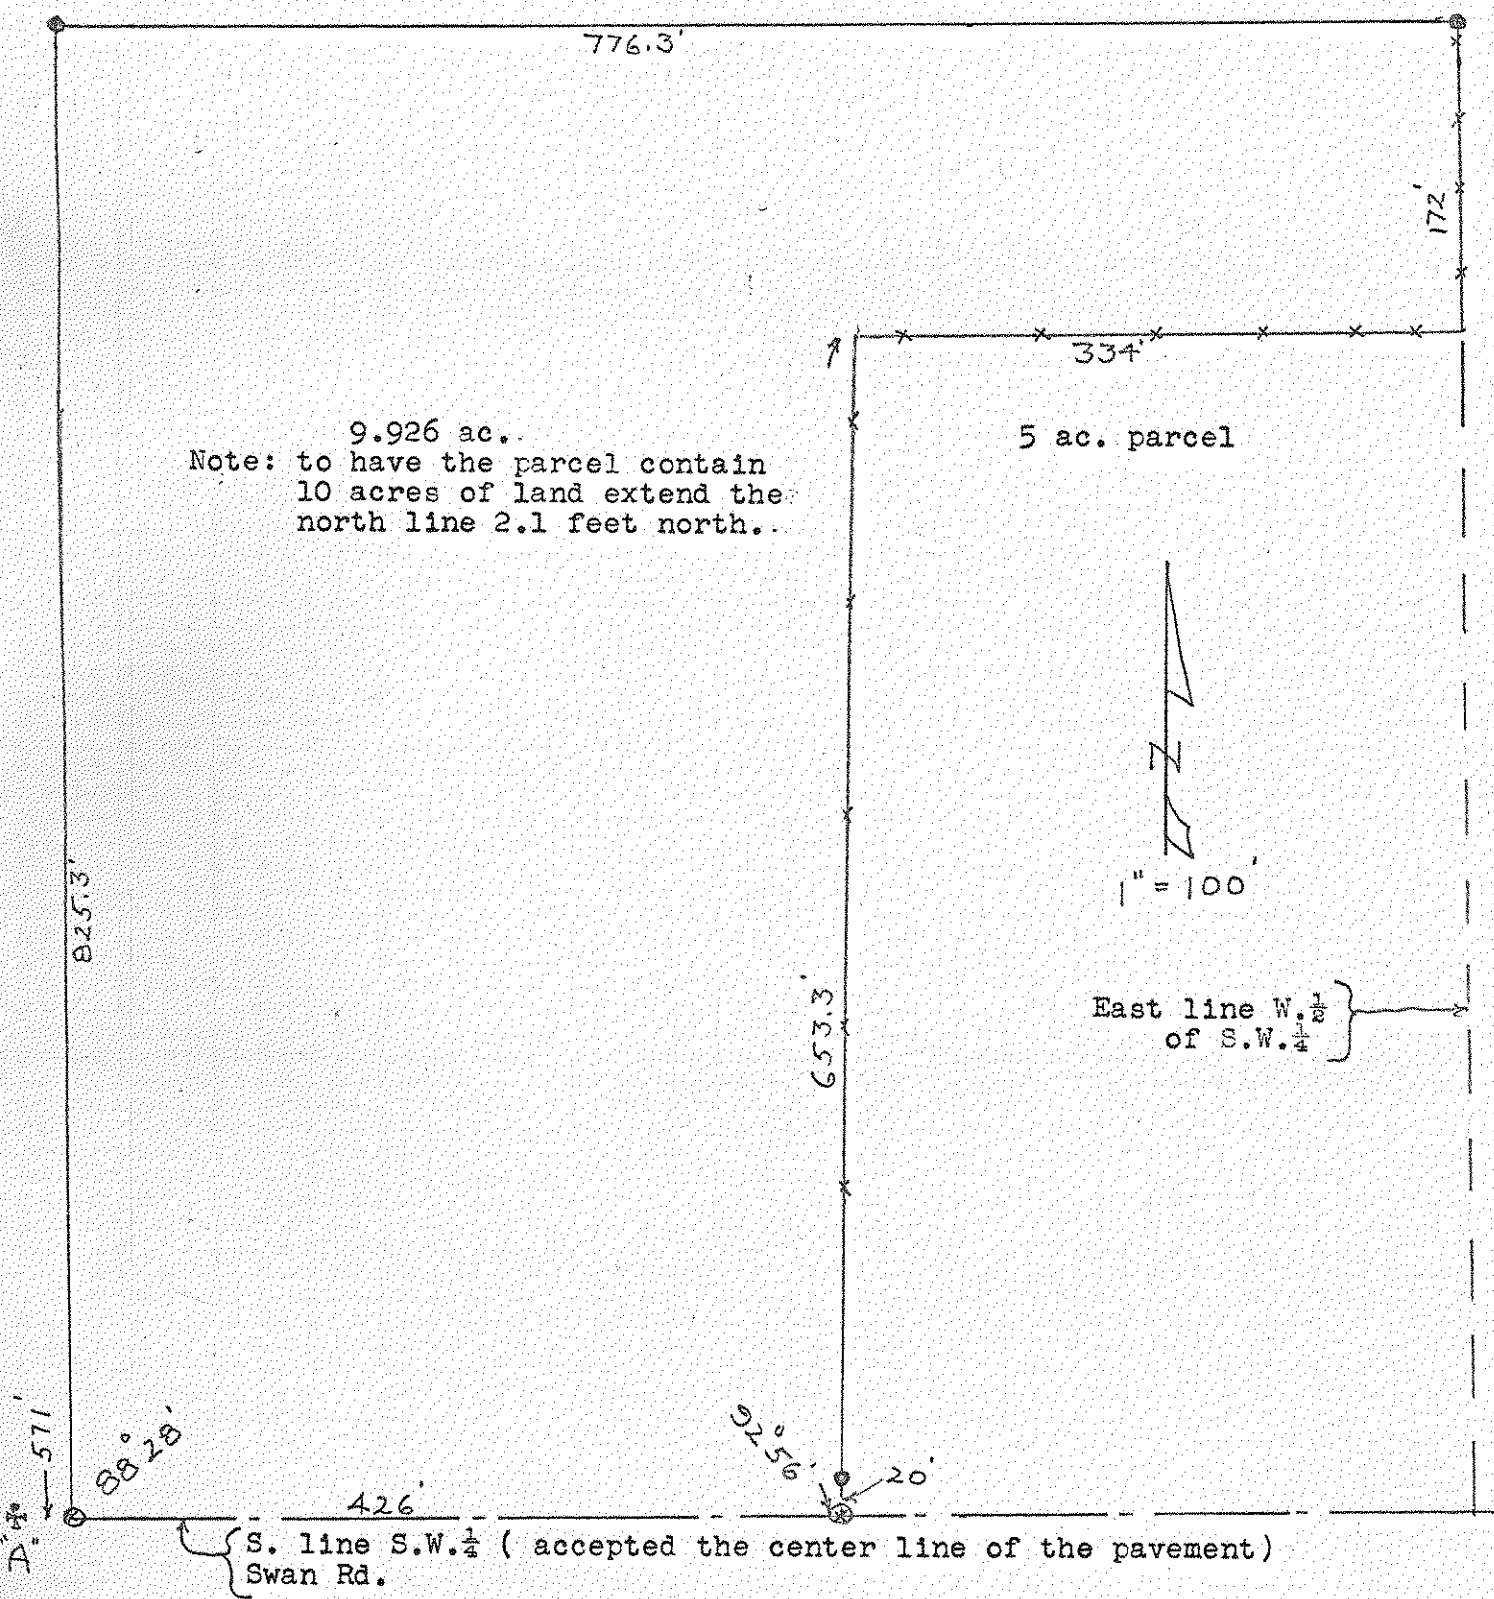 776.3'
172'
334'
9.926 ac.
Note: to have the parcel contain
10 acres of land extend the
north line 2.1 feet north.
5 ac. parcel
N
1" = 100'
825.3'
653.3'
East line W.½
of S.W.¼
571'
88° 28'
92° 56'
20'
426'
"A"
S. line S.W.¼ ( accepted the center line of the pavement)
Swan Rd.